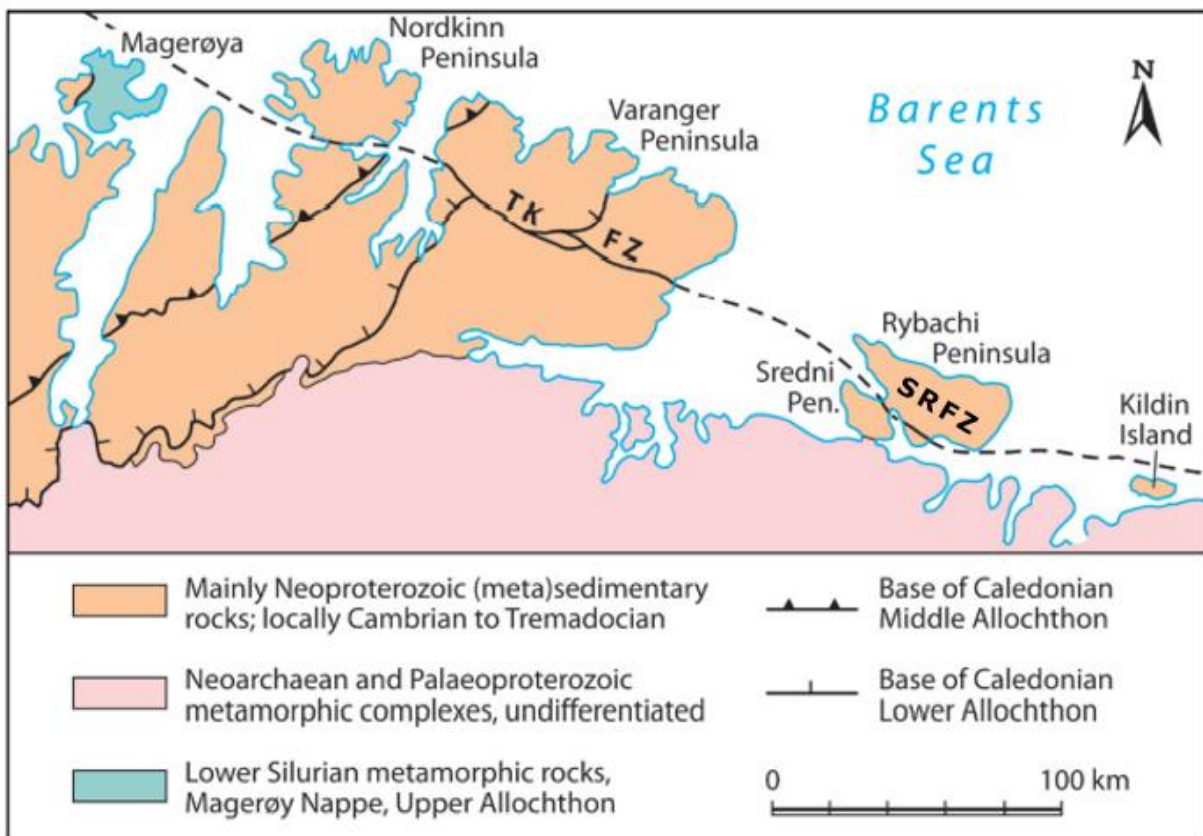 Magerøya
Nordkinn
Peninsula
Varanger
Peninsula
Barents
Sea
N
TK
FZ
Rybachi
Peninsula
Sredni
Pen.
SRFZ
Kildin
Island
Mainly Neoproterozoic (meta)sedimentary
rocks; locally Cambrian to Tremadocian
Neoarchaean and Palaeoproterozoic
metamorphic complexes, undifferentiated
Lower Silurian metamorphic rocks,
Magerøy Nappe, Upper Allochthon
Base of Caledonian
Middle Allochthon
Base of Caledonian
Lower Allochthon
0 100 km